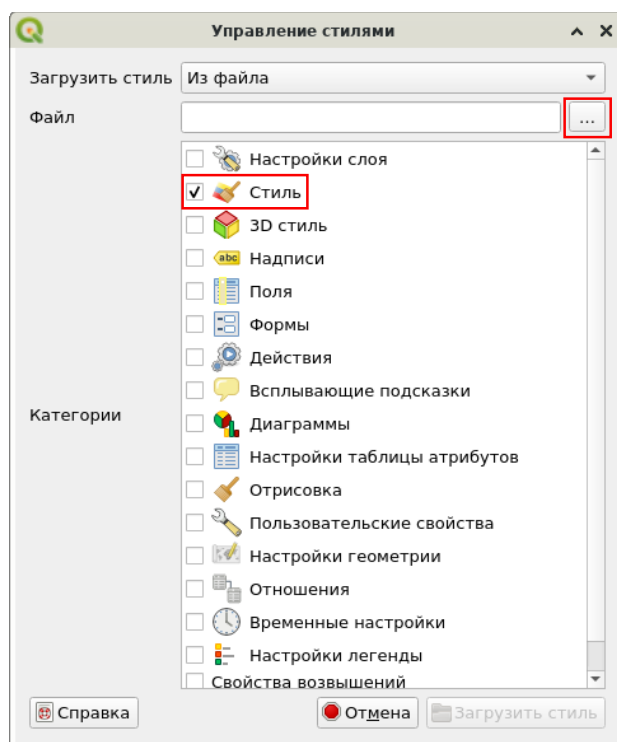 Управление стилями
Загрузить стиль Из файла
Файл ...
Настройки слоя
Стиль
3D стиль
abc Надписи
Поля
Формы
Действия
Всплывающие подсказки
Категории
Диаграммы
Настройки таблицы атрибутов
Отрисовка
Пользовательские свойства
Настройки геометрии
Отношения
Временные настройки
Настройки легенды
Свойства возвышений
Справка Отмена Загрузить стиль